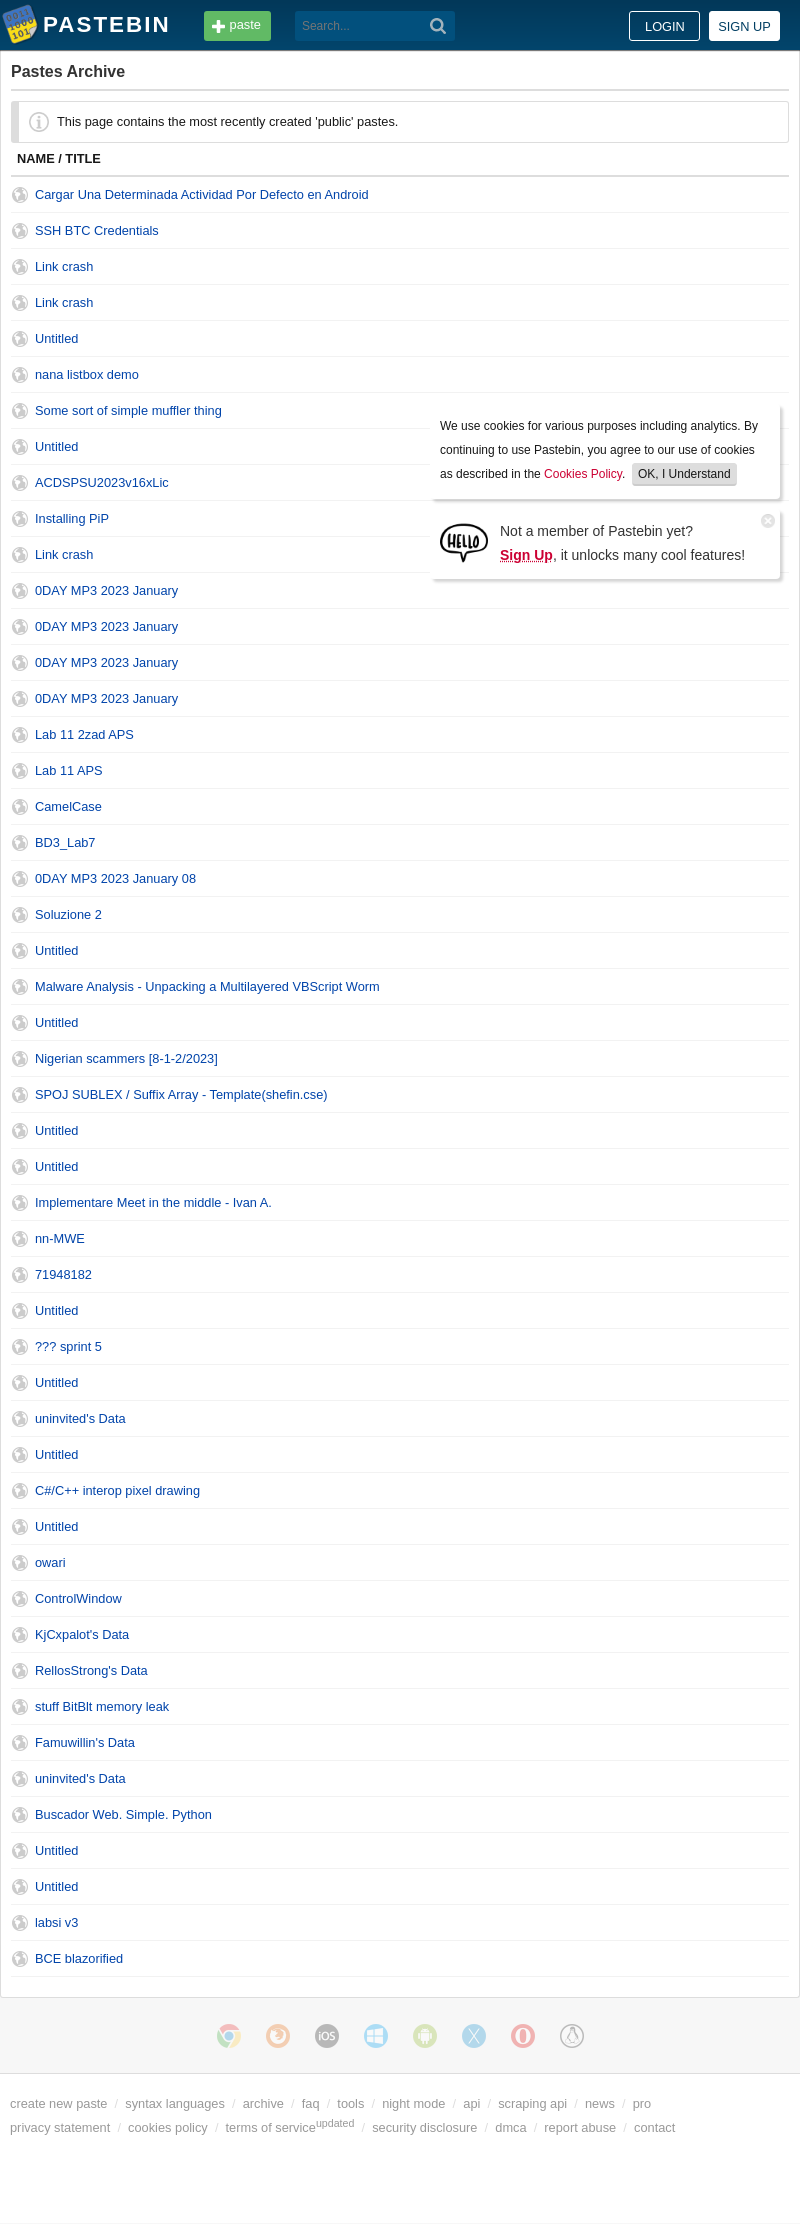 PASTEBIN
paste
Search...
LOGIN
SIGN UP
Pastes Archive
This page contains the most recently created 'public' pastes.
NAME / TITLE
Cargar Una Determinada Actividad Por Defecto en Android
SSH BTC Credentials
Link crash
Link crash
Untitled
nana listbox demo
Some sort of simple muffler thing
Untitled
ACDSPSU2023v16xLic
Installing PiP
Link crash
We use cookies for various purposes including analytics. By
continuing to use Pastebin, you agree to our use of cookies
as described in the Cookies Policy. OK, I Understand
HELLO
Not a member of Pastebin yet?
Sign Up, it unlocks many cool features!
0DAY MP3 2023 January
0DAY MP3 2023 January
0DAY MP3 2023 January
0DAY MP3 2023 January
Lab 11 2zad APS
Lab 11 APS
CamelCase
BD3_Lab7
0DAY MP3 2023 January 08
Soluzione 2
Untitled
Malware Analysis - Unpacking a Multilayered VBScript Worm
Untitled
Nigerian scammers [8-1-2/2023]
SPOJ SUBLEX / Suffix Array - Template(shefin.cse)
Untitled
Untitled
Implementare Meet in the middle - Ivan A.
nn-MWE
71948182
Untitled
??? sprint 5
Untitled
uninvited's Data
Untitled
C#/C++ interop pixel drawing
Untitled
owari
ControlWindow
KjCxpalot's Data
RellosStrong's Data
stuff BitBlt memory leak
Famuwillin's Data
uninvited's Data
Buscador Web. Simple. Python
Untitled
Untitled
labsi v3
BCE blazorified
iOS
create new paste / syntax languages / archive / faq / tools / night mode / api / scraping api / news / pro
privacy statement / cookies policy / terms of service updated / security disclosure / dmca / report abuse / contact